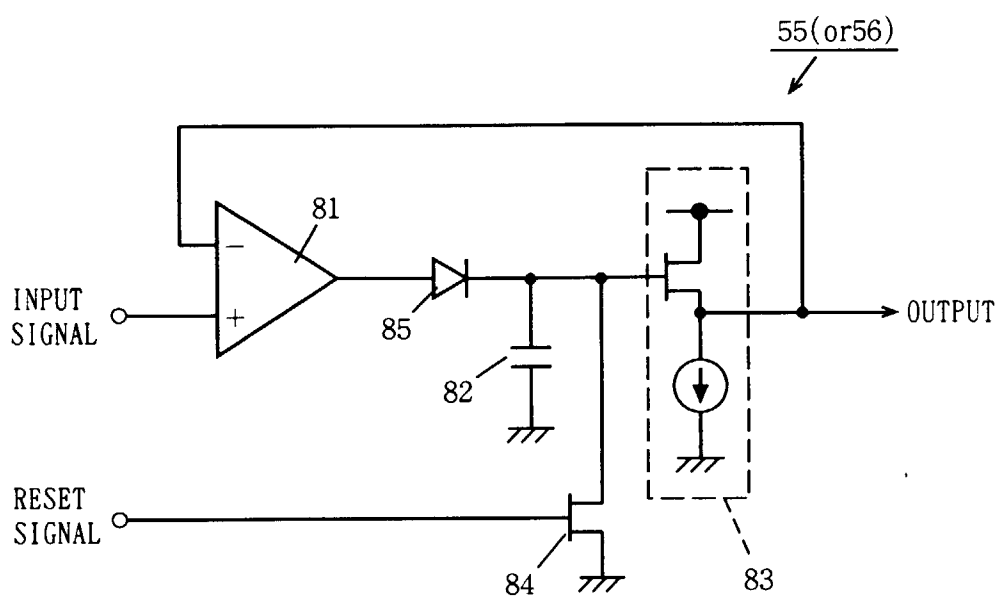 55(or56)
81
−
+
INPUT
SIGNAL
85
82
OUTPUT
RESET
SIGNAL
84
83